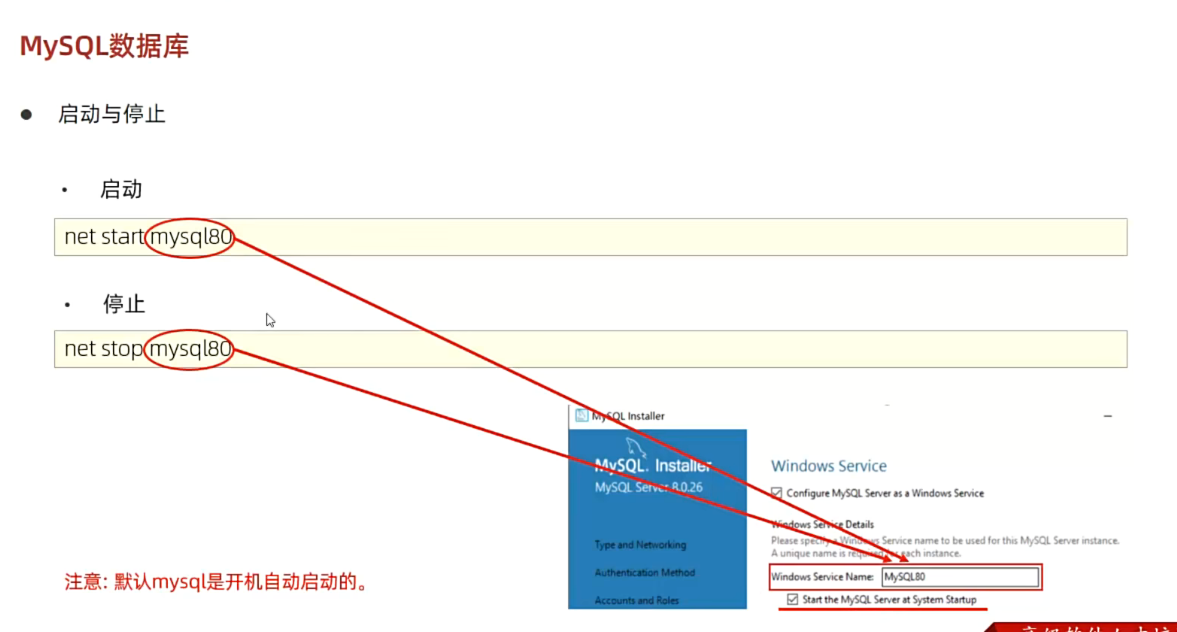 MySQL数据库
启动与停止
启动
net start mysql80
停止
net stop mysql80
MySQL Installer
MySQL. Installer
MySQL Server 8.0.26
Type and Networking
Authentication Method
Accounts and Roles
Windows Service
Configure MySQL Server as a Windows Service
Windows Service Details
Please specify a Windows Service name to be used for this MySQL Server instance.
A unique name is required for each instance.
Windows Service Name: MySQL80
Start the MySQL Server at System Startup
注意: 默认mysql是开机自动启动的。